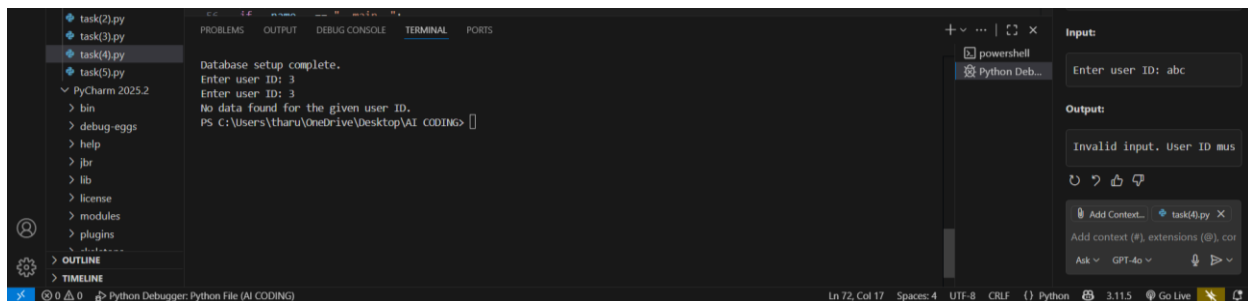 task(2).py
task(3).py
task(4).py
task(5).py
PyCharm 2025.2
bin
debug-eggs
help
jbr
lib
license
modules
plugins
OUTLINE
TIMELINE
56 if __name__ == "__main__":
PROBLEMS OUTPUT DEBUG CONSOLE TERMINAL PORTS
Database setup complete.
Enter user ID: 3
Enter user ID: 3
No data found for the given user ID.
PS C:\Users\tharu\OneDrive\Desktop\AI CODING>
powershell
Python Deb...
Input:
Enter user ID: abc
Output:
Invalid input. User ID mus
Add Context... task(4).py
Add context (#), extensions (@), cor
Ask GPT-4o
0 0 Python Debugger: Python File (AI CODING) Ln 72, Col 17 Spaces: 4 UTF-8 CRLF {} Python 3.11.5 Go Live